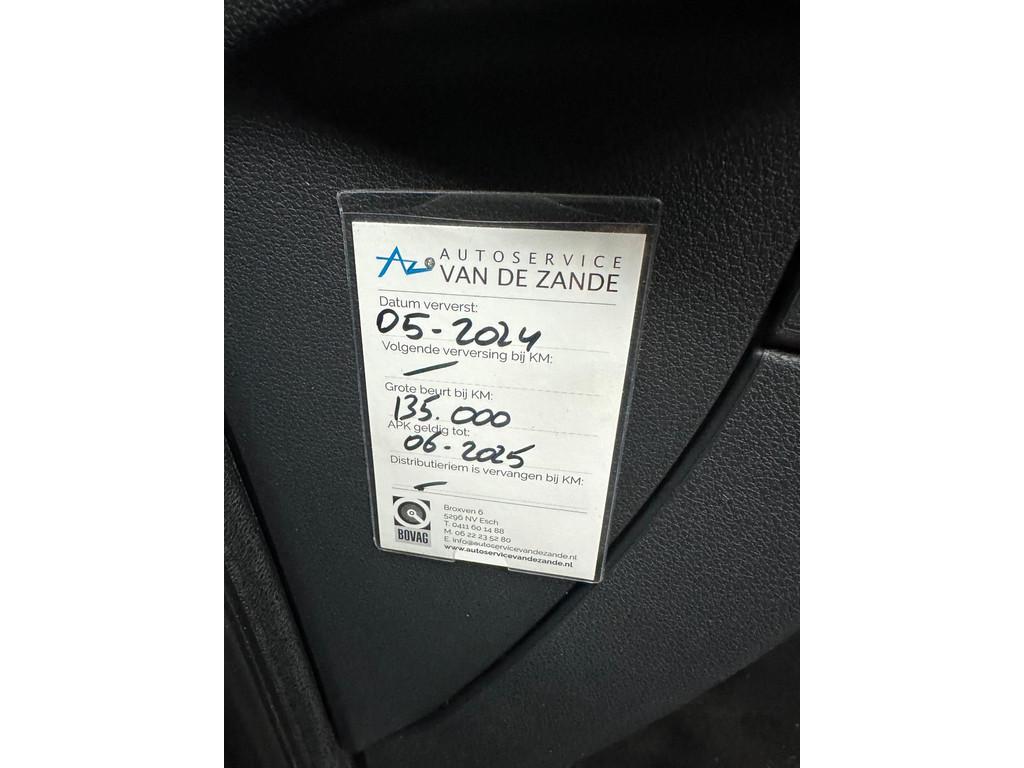 AZ
AUTOSERVICE
VAN DE ZANDE
Datum ververst:
05-2024
Volgende verversing bij KM:
—
Grote beurt bij KM:
135.000
APK geldig tot:
06-2025
Distributieriem is vervangen bij KM:
—
BOVAG
Broxven 6
5296 NV Esch
T. 0411 60 14 88
M. 06 22 23 52 80
E. info@autoservicevandezande.nl
www.autoservicevandezande.nl